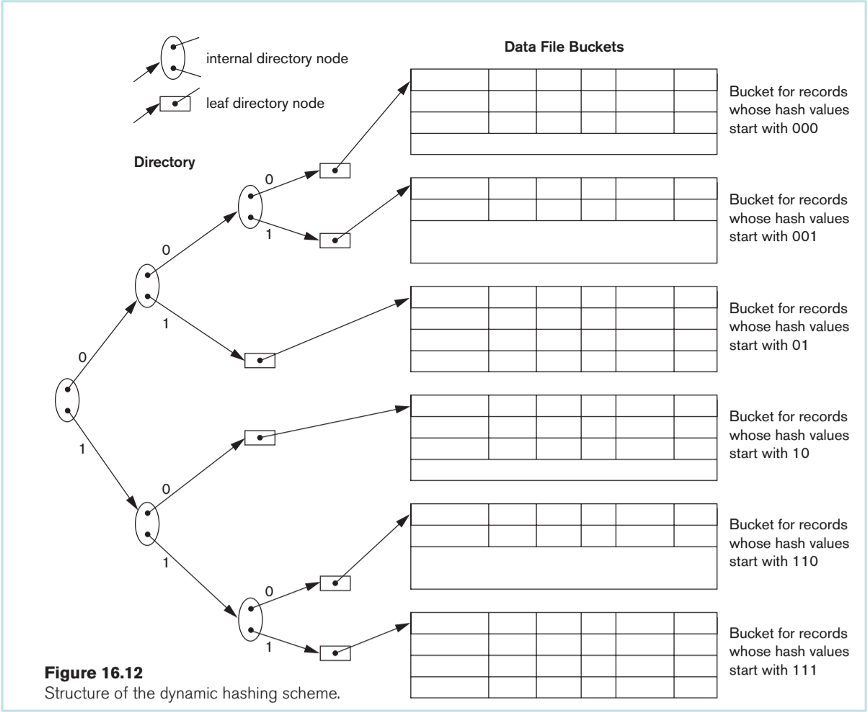 internal directory node
leaf directory node
Directory
Data File Buckets
0
1
0
1
0
1
0
1
0
1
Bucket for records
whose hash values
start with 000
Bucket for records
whose hash values
start with 001
Bucket for records
whose hash values
start with 01
Bucket for records
whose hash values
start with 10
Bucket for records
whose hash values
start with 110
Bucket for records
whose hash values
start with 111
Figure 16.12
Structure of the dynamic hashing scheme.